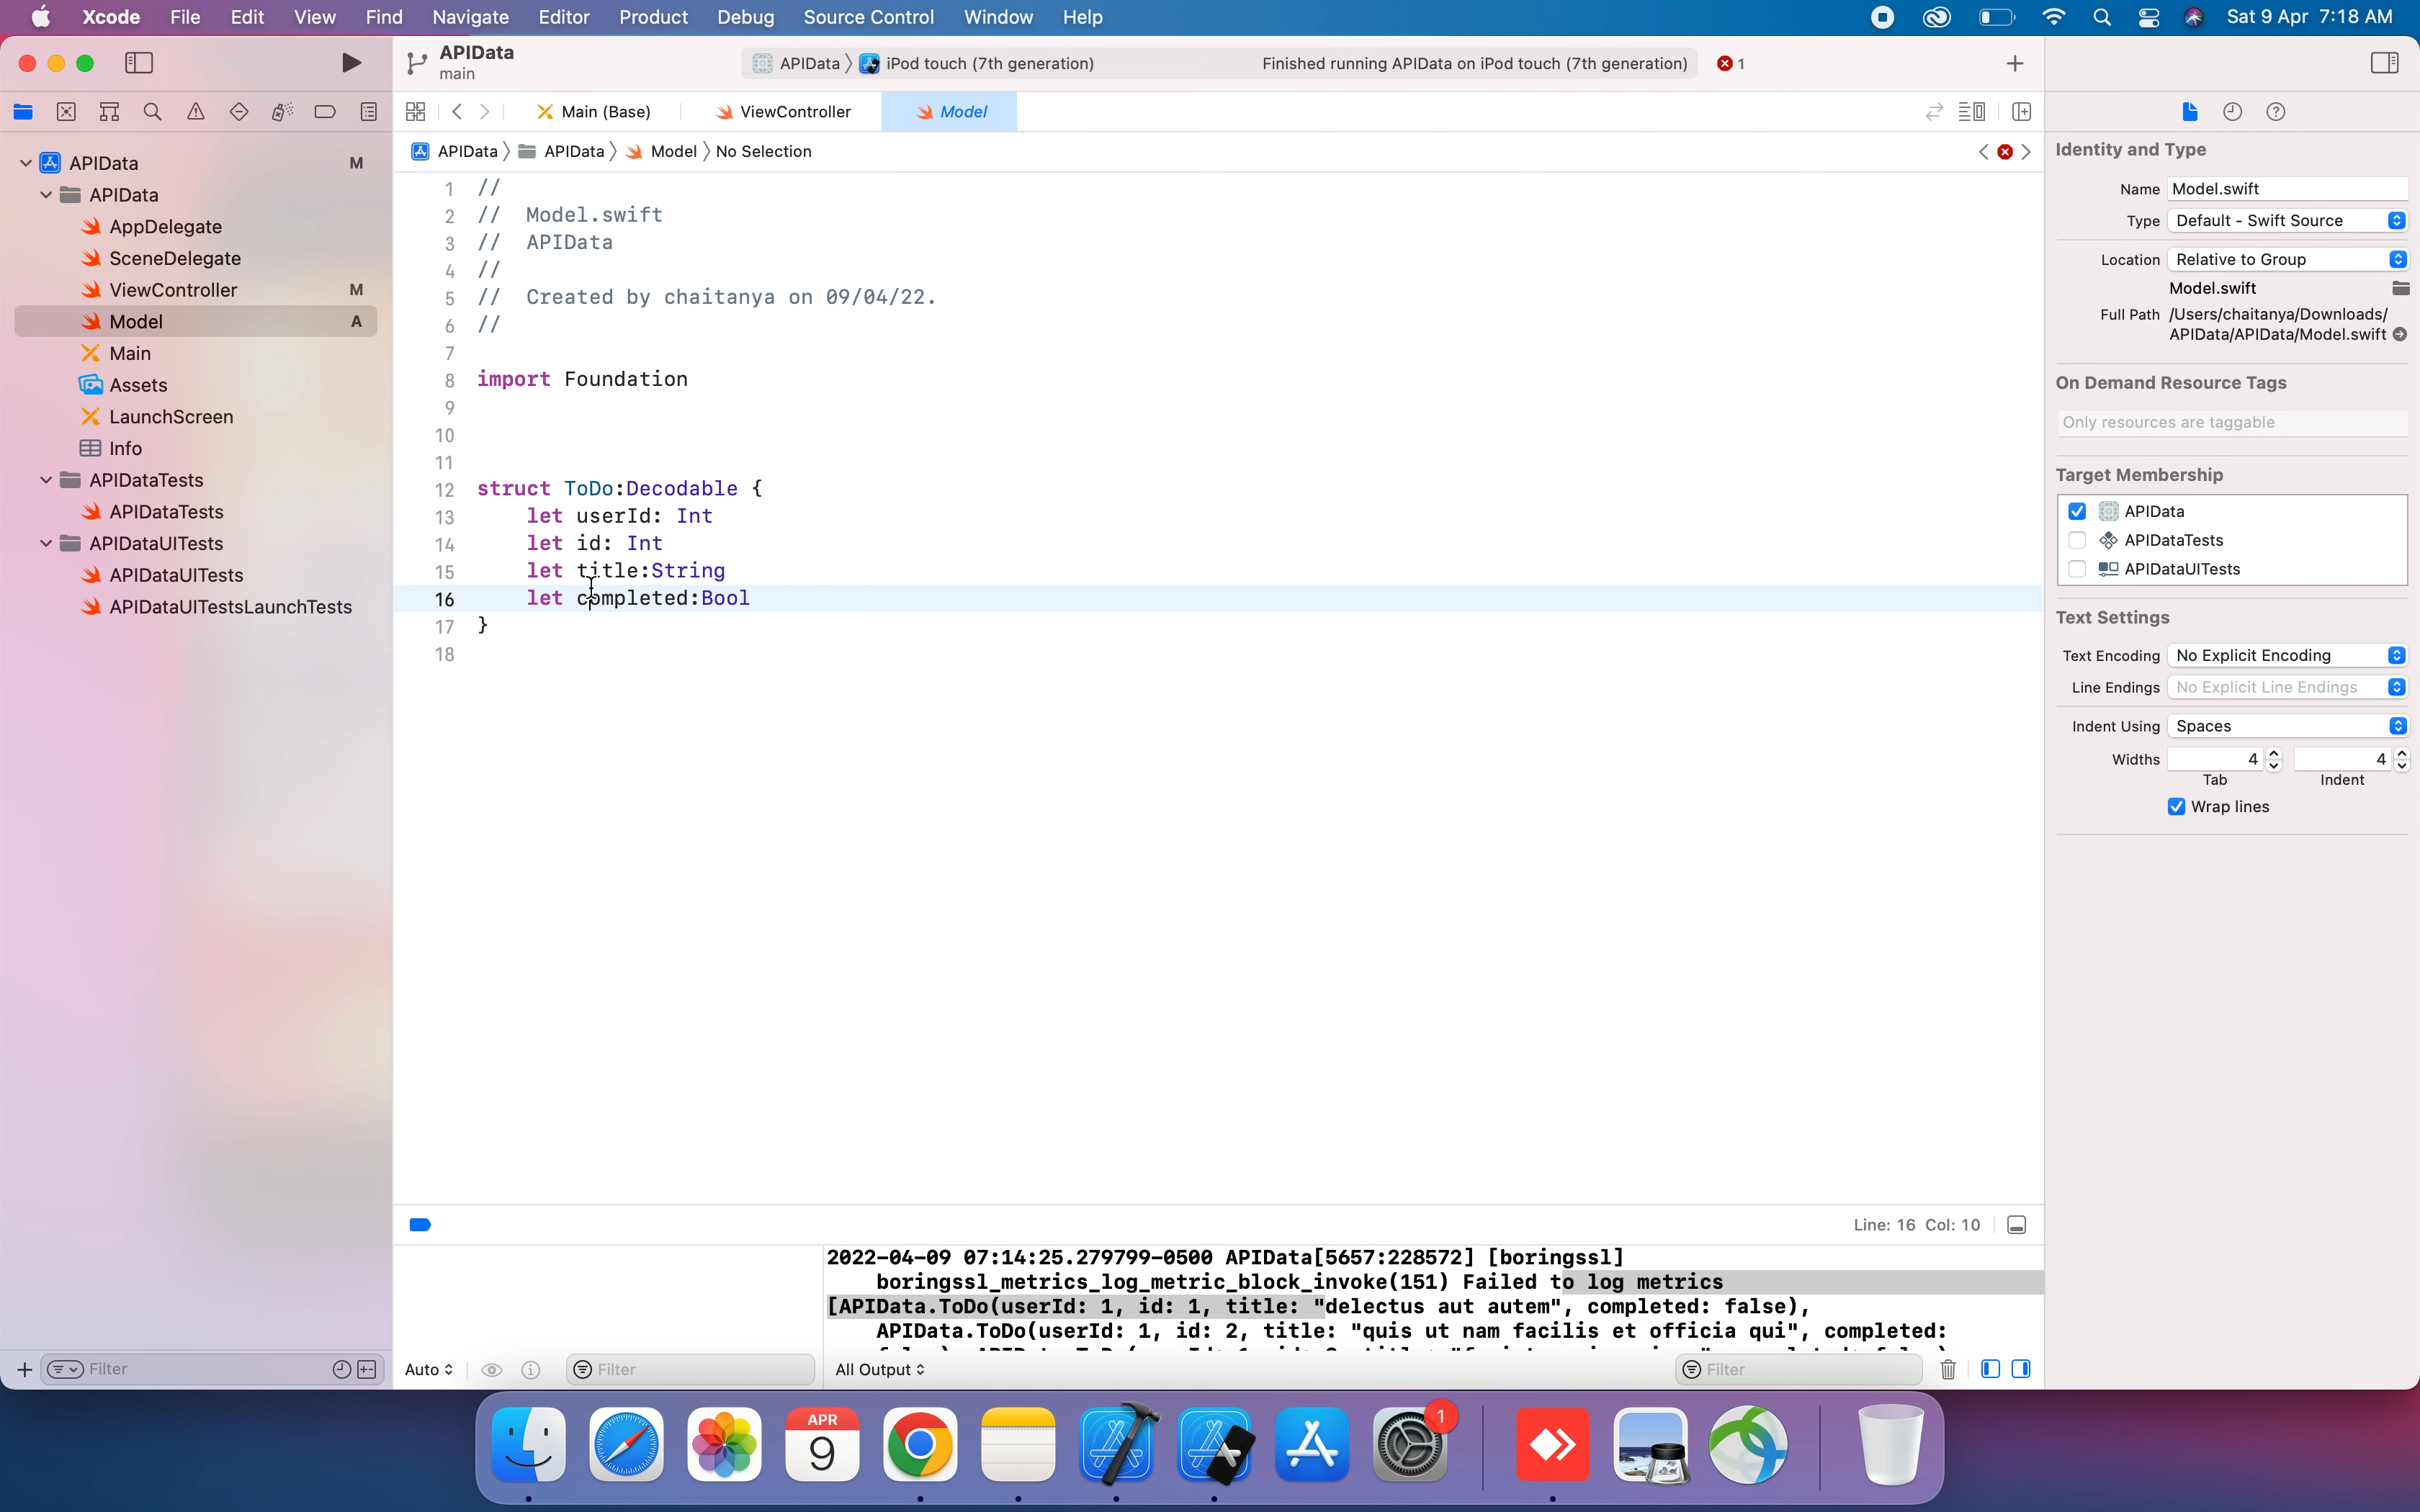 Xcode File Edit View Find Navigate Editor Product Debug Source Control Window Help Sat 9 Apr 7:18 AM
APIData
main
APIData 〉 iPod touch (7th generation) Finished running APIData on iPod touch (7th generation) 1
Main (Base) ViewController Model
APIData 〉 APIData 〉 Model 〉 No Selection
APIData M
APIData
AppDelegate
SceneDelegate
ViewController M
Model A
Main
Assets
LaunchScreen
Info
APIDataTests
APIDataTests
APIDataUITests
APIDataUITests
APIDataUITestsLaunchTests
Filter
1 //
2 // Model.swift
3 // APIData
4 //
5 // Created by chaitanya on 09/04/22.
6 //
7
8 import Foundation
9
10
11
12 struct ToDo:Decodable {
13 let userId: Int
14 let id: Int
15 let title:String
16 let completed:Bool
17 }
18
Line: 16 Col: 10
2022-04-09 07:14:25.279799-0500 APIData[5657:228572] [boringssl]
boringssl_metrics_log_metric_block_invoke(151) Failed to log metrics
[APIData.ToDo(userId: 1, id: 1, title: "delectus aut autem", completed: false),
APIData.ToDo(userId: 1, id: 2, title: "quis ut nam facilis et officia qui", completed:
Auto Filter All Output Filter
Identity and Type
Name Model.swift
Type Default - Swift Source
Location Relative to Group
Model.swift
Full Path /Users/chaitanya/Downloads/
APIData/APIData/Model.swift
On Demand Resource Tags
Only resources are taggable
Target Membership
APIData
APIDataTests
APIDataUITests
Text Settings
Text Encoding No Explicit Encoding
Line Endings No Explicit Line Endings
Indent Using Spaces
Widths 4 4
Tab Indent
Wrap lines
APR
9
1